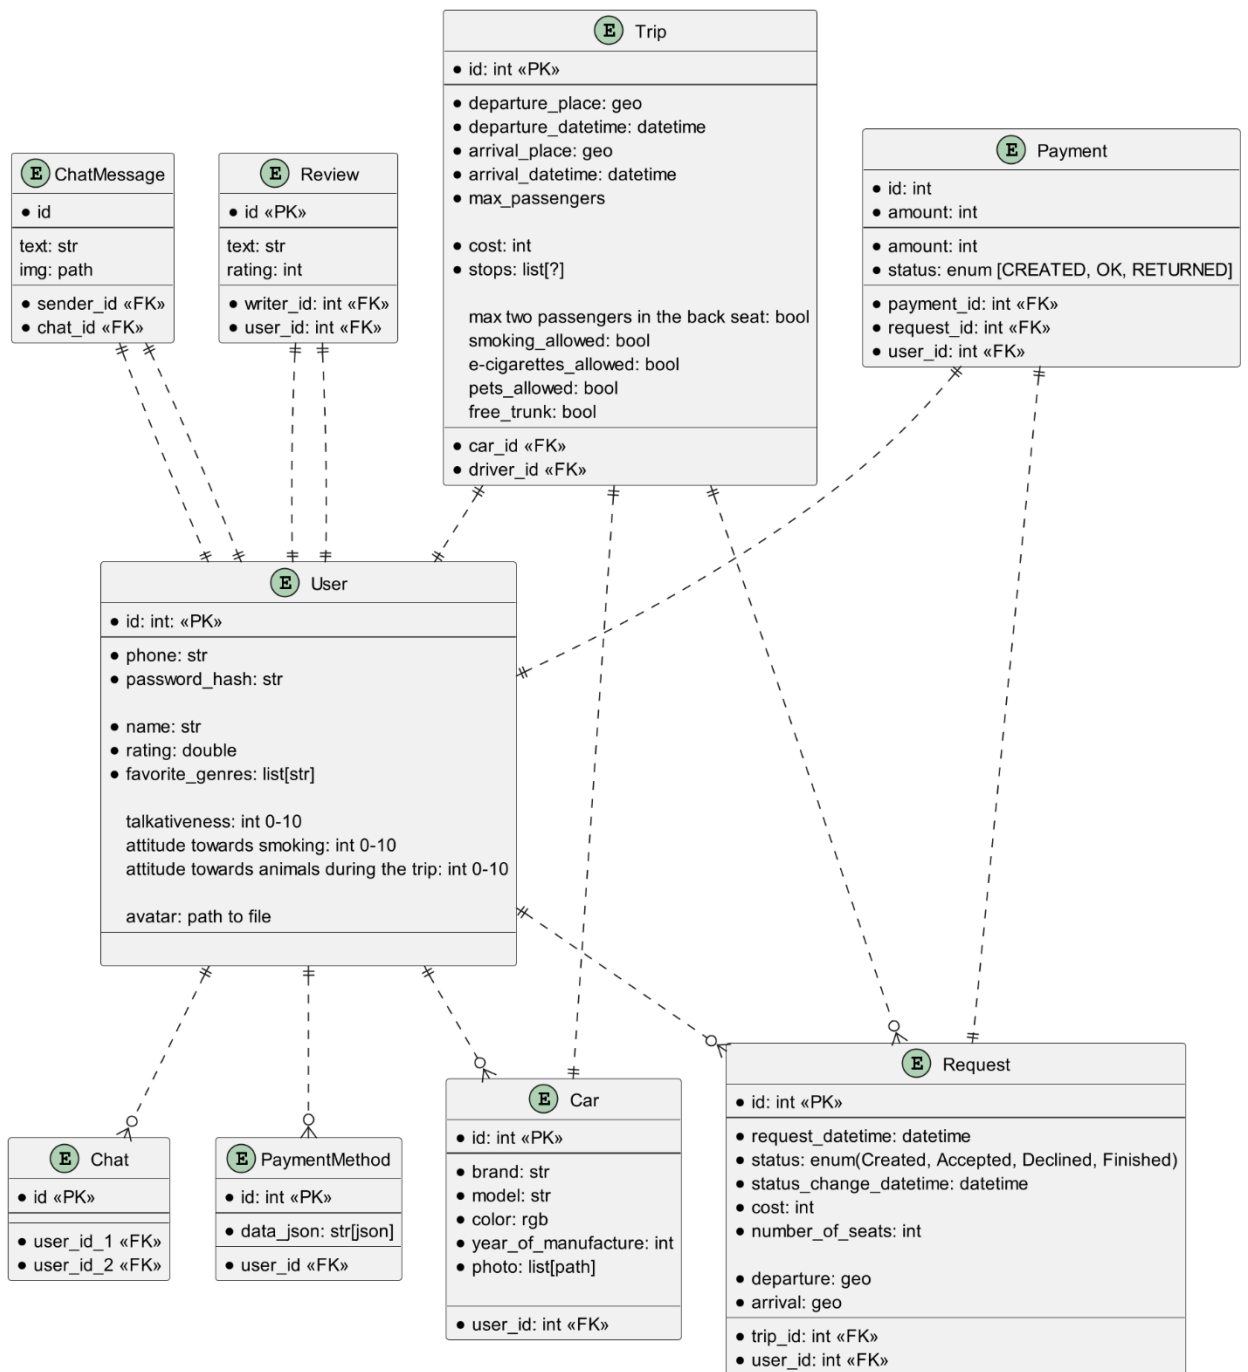 E Trip
id: int «PK»
departure_place: geo
departure_datetime: datetime
arrival_place: geo
arrival_datetime: datetime
max_passengers
cost: int
stops: list[?]
max two passengers in the back seat: bool
smoking_allowed: bool
e-cigarettes_allowed: bool
pets_allowed: bool
free_trunk: bool
car_id «FK»
driver_id «FK»
E ChatMessage
id
text: str
img: path
sender_id «FK»
chat_id «FK»
E Review
id «PK»
text: str
rating: int
writer_id: int «FK»
user_id: int «FK»
E Payment
id: int
amount: int
amount: int
status: enum [CREATED, OK, RETURNED]
payment_id: int «FK»
request_id: int «FK»
user_id: int «FK»
E User
id: int: «PK»
phone: str
password_hash: str
name: str
rating: double
favorite_genres: list[str]
talkativeness: int 0-10
attitude towards smoking: int 0-10
attitude towards animals during the trip: int 0-10
avatar: path to file
E Chat
id «PK»
user_id_1 «FK»
user_id_2 «FK»
E PaymentMethod
id: int «PK»
data_json: str[json]
user_id «FK»
E Car
id: int «PK»
brand: str
model: str
color: rgb
year_of_manufacture: int
photo: list[path]
user_id: int «FK»
E Request
id: int «PK»
request_datetime: datetime
status: enum(Created, Accepted, Declined, Finished)
status_change_datetime: datetime
cost: int
number_of_seats: int
departure: geo
arrival: geo
trip_id: int «FK»
user_id: int «FK»